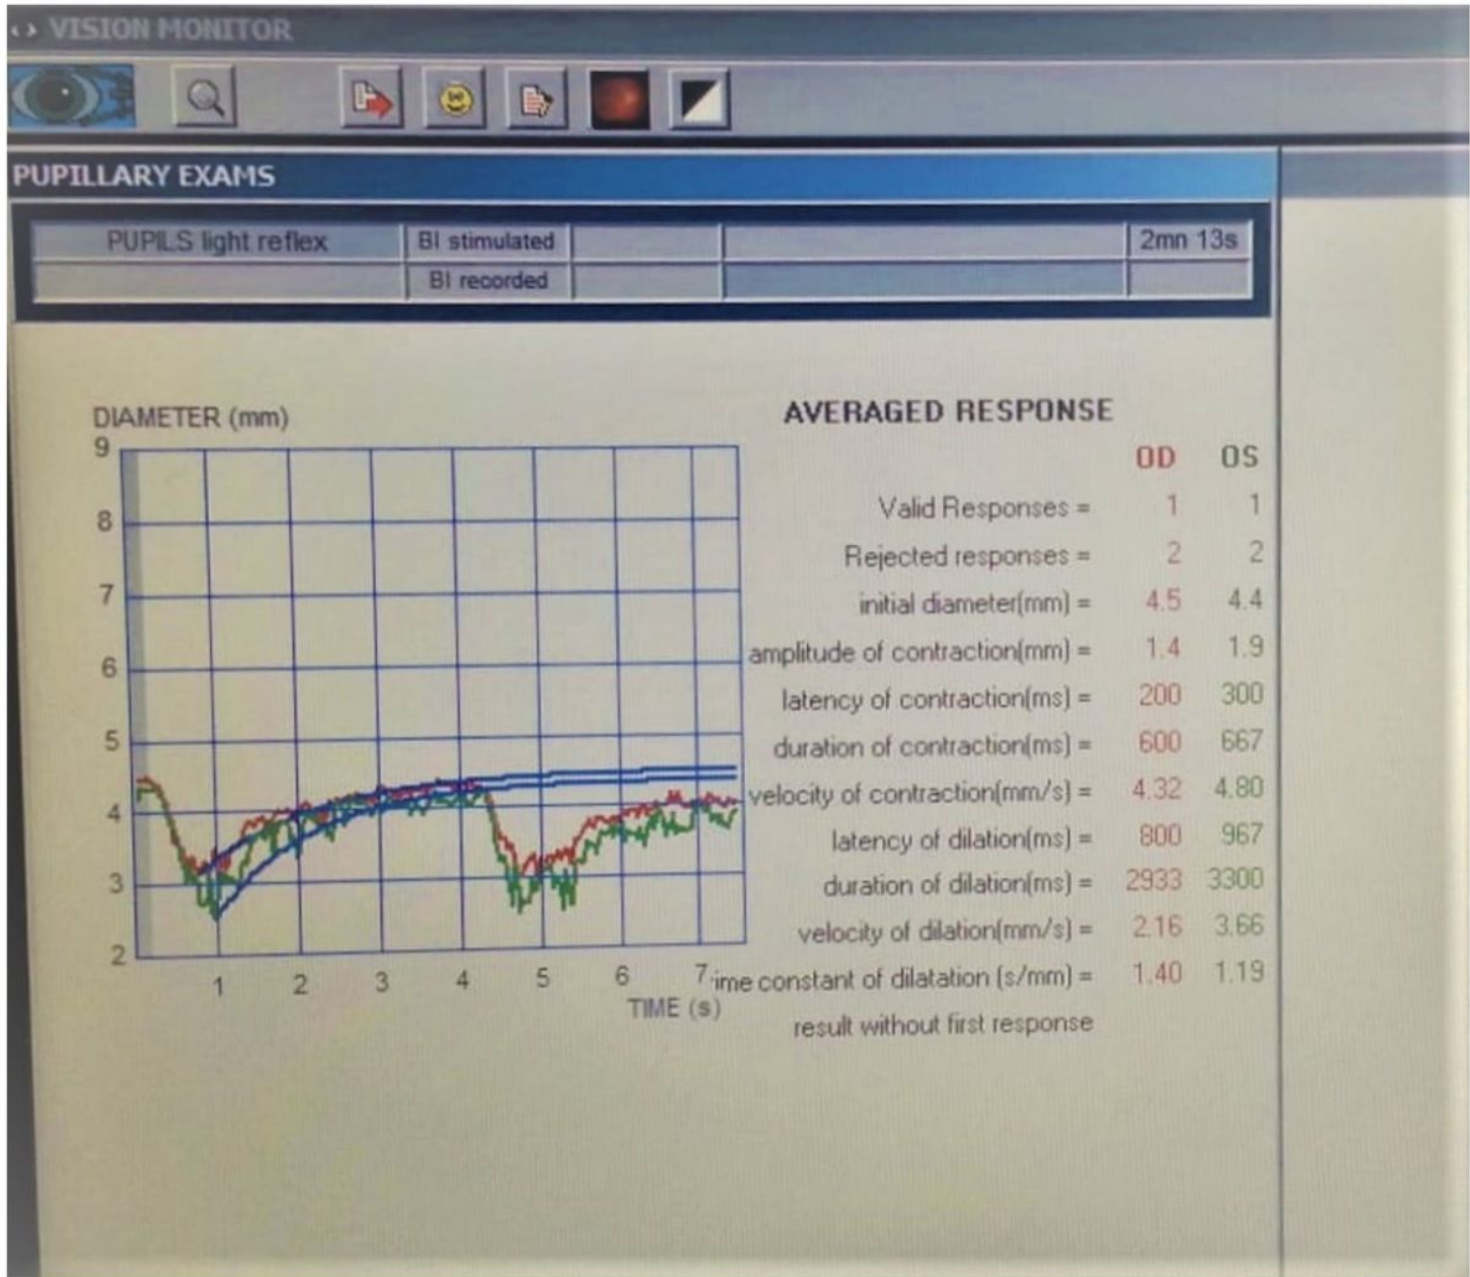 VISION MONITOR
PUPILLARY EXAMS
PUPILS light reflex BI stimulated 2mn 13s
BI recorded
DIAMETER (mm)
9
8
7
6
5
4
3
2
1 2 3 4 5 6 7
TIME (s)
AVERAGED RESPONSE
OD OS
Valid Responses = 1 1
Rejected responses = 2 2
initial diameter(mm) = 4.5 4.4
amplitude of contraction(mm) = 1.4 1.9
latency of contraction(ms) = 200 300
duration of contraction(ms) = 600 667
velocity of contraction(mm/s) = 4.32 4.80
latency of dilation(ms) = 800 967
duration of dilation(ms) = 2933 3300
velocity of dilation(mm/s) = 2.16 3.66
ime constant of dilatation (s/mm) = 1.40 1.19
result without first response